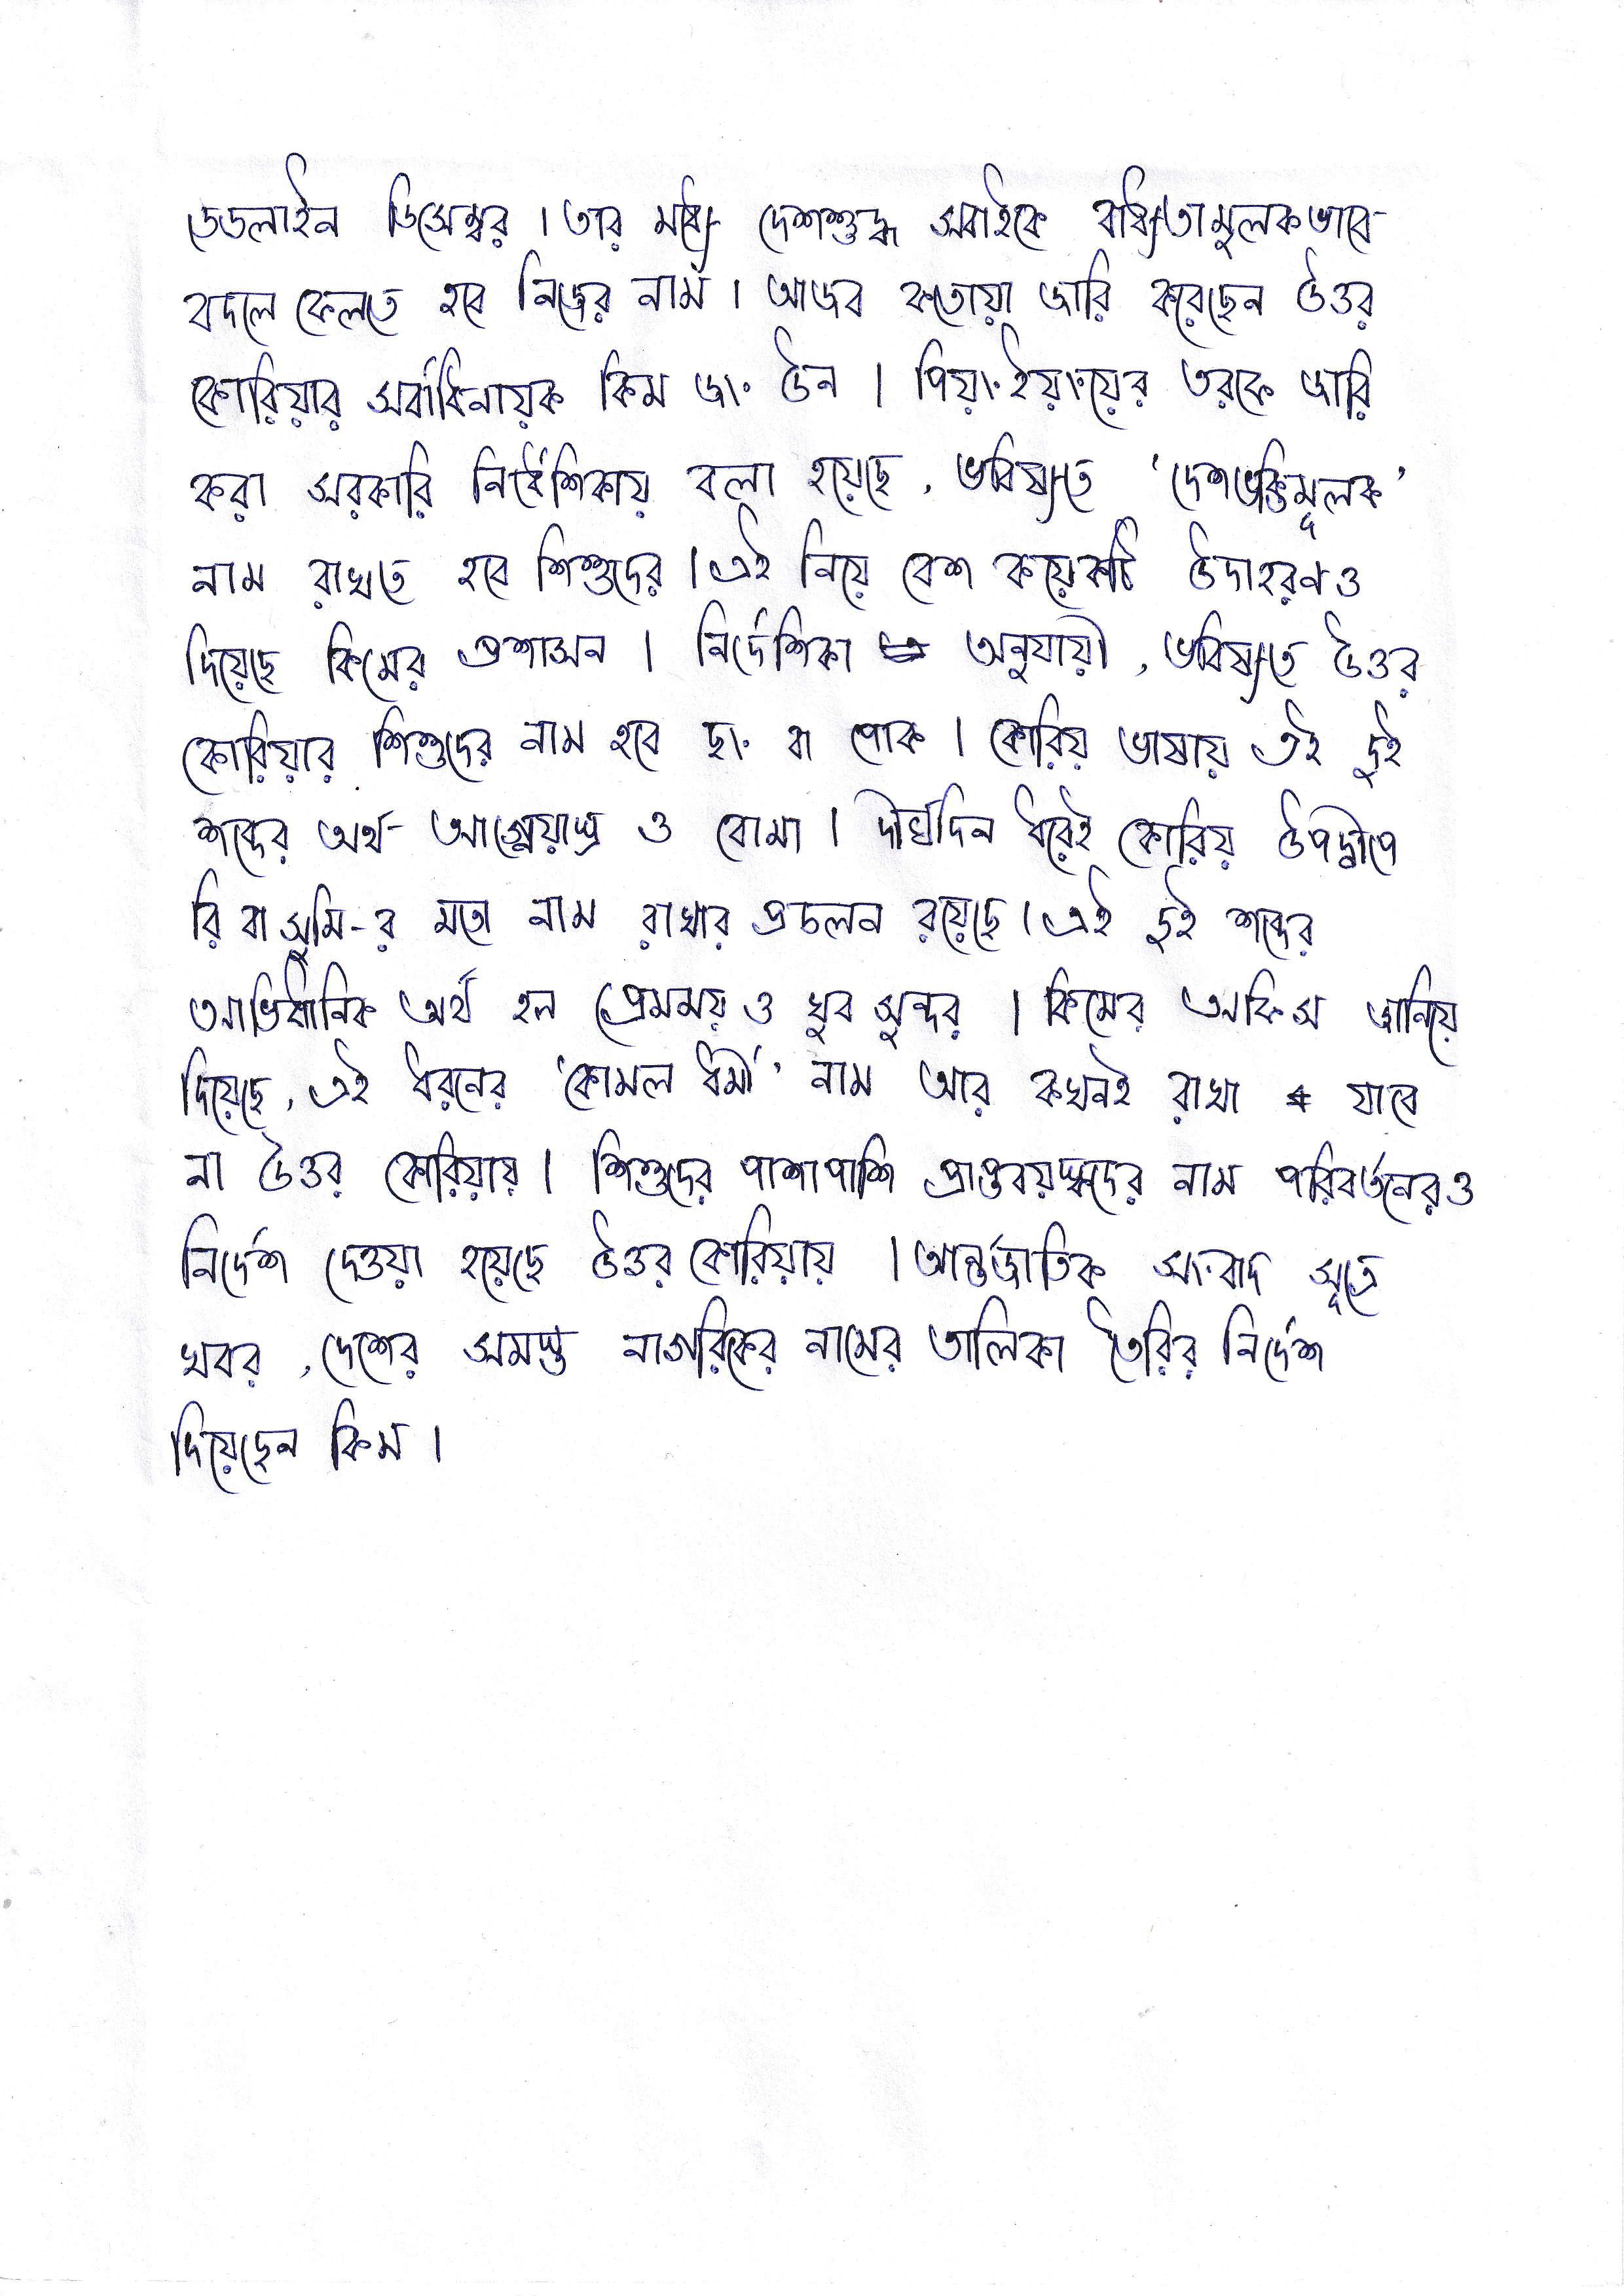 ডেডলাইন ডিসেম্বর। তার মধ্যে দেশশুদ্ধ সবাইকে বাধ্যতামুলকভাবে
বদলে ফেলতে হবে নিজের নাম। আজব ফতোয়া জারি করেছেন উত্তর
কোরিয়ার সর্বাধিনায়ক কিম জং উন। পিয়ংইয়ংয়ের তরফে জারি
করা সরকারি নির্দেশিকায় বলা হয়েছে, ভবিষ্যতে 'দেশভক্তিমূলক'
নাম রাখতে হবে শিশুদের। এই নিয়ে বেশ কয়েকটি উদাহরনও
দিয়েছে কিমের প্রশাসন। নির্দেশিকা অনুযায়ী, ভবিষ্যতে উত্তর
কোরিয়ার শিশুদের নাম হবে ছং বা পোক। কোরিয় ভাষায় এই দুই
শব্দের অর্থ- আগ্নেয়াস্ত্র ও বোমা। দীর্ঘদিন ধরেই কোরিয় উপদ্বীপে
রি বা সুমি-র মতো নাম রাখার প্রচলন রয়েছে। এই দুই শব্দের
আভিধানিক অর্থ হল প্রেমময় ও খুব সুন্দর। কিমের অফিস জানিয়ে
দিয়েছে, এই ধরনের 'কোমল ধর্মী' নাম আর কখনই রাখা যাবে
না উত্তর কোরিয়ায়। শিশুদের পাশাপাশি প্রাপ্তবয়স্কদের নাম পরিবর্তনেরও
নির্দেশ দেওয়া হয়েছে উত্তর কোরিয়ায়। আন্তর্জাতিক সংবাদ সূত্রে
খবর, দেশের সমস্ত নাগরিকের নামের তালিকা তৈরির নির্দেশ
দিয়েছেন কিম।